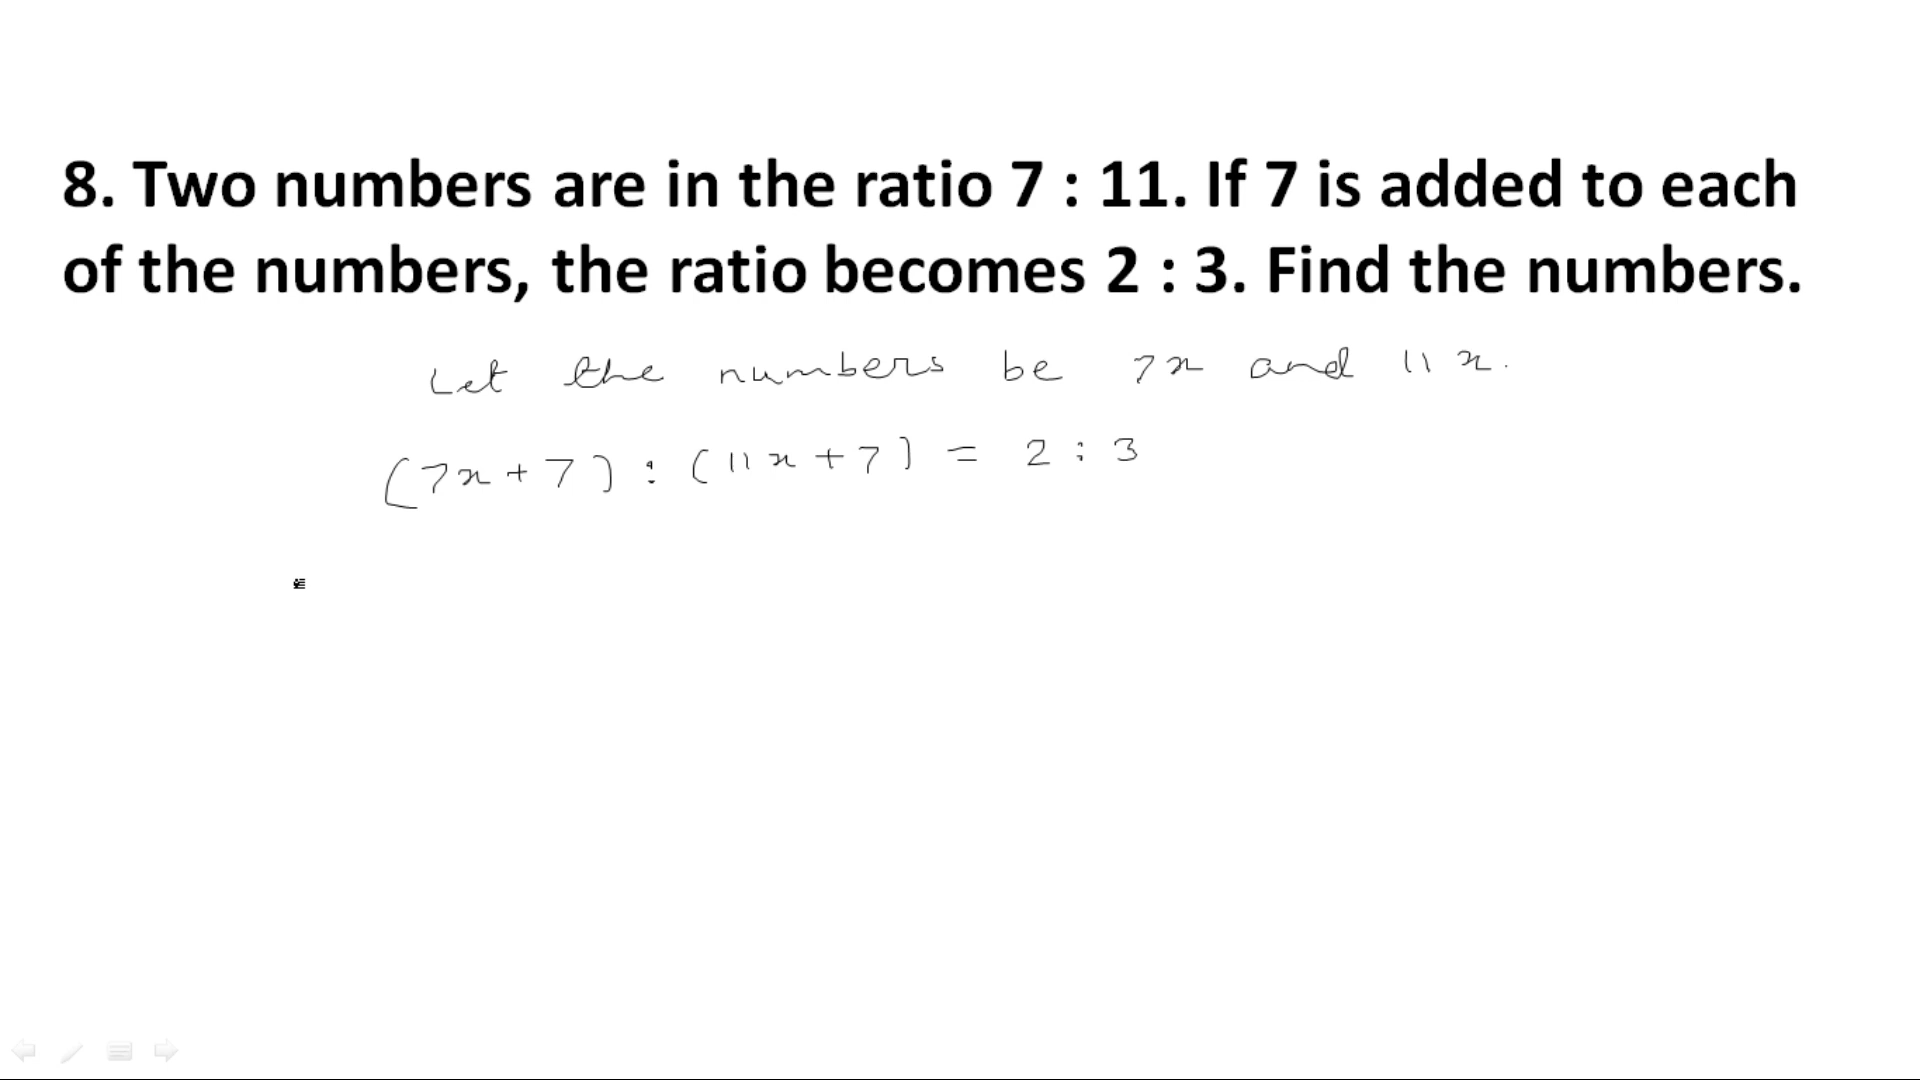 8. Two numbers are in the ratio 7 : 11. If 7 is added to each
of the numbers, the ratio becomes 2 : 3. Find the numbers.
Let the numbers be 7x and 11x.
(7x+7) : (11x+7) = 2 : 3